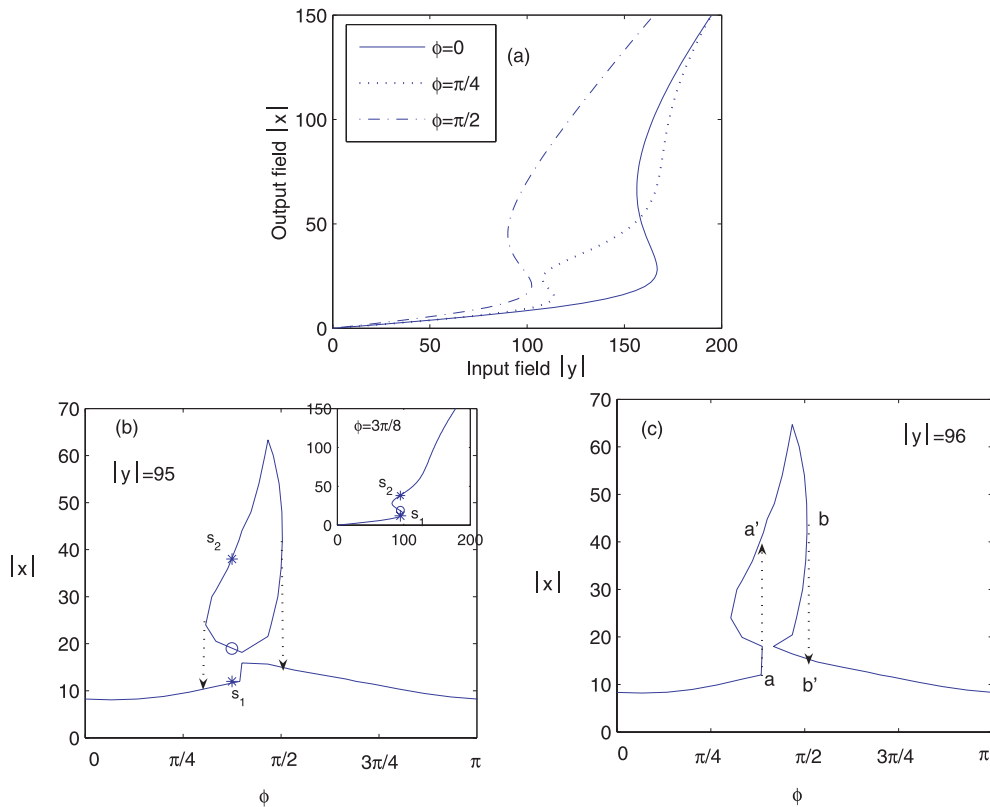 150
100
50
0
Output field |x|
ϕ=0
ϕ=π/4
ϕ=π/2
(a)
0 50 100 150 200
Input field |y|
(b)
|y|=95
70
60
50
40
30
20
10
0
|x|
s2
s1
0 π/4 π/2 3π/4 π
ϕ
150
100
50
0
ϕ=3π/8
s2
s1
0 100 200
(c)
|y|=96
70
60
50
40
30
20
10
0
|x|
a'
b
a
b'
0 π/4 π/2 3π/4 π
ϕ